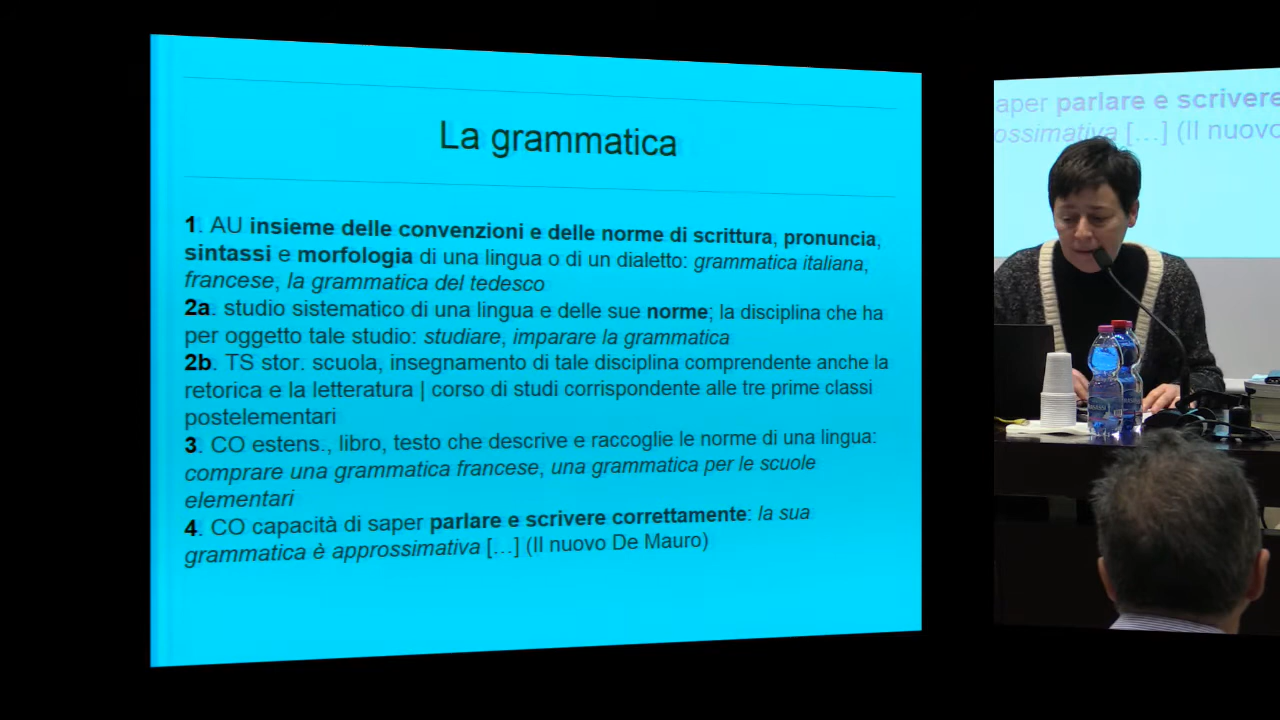 La grammatica
1. AU insieme delle convenzioni e delle norme di scrittura, pronuncia,
sintassi e morfologia di una lingua o di un dialetto: grammatica italiana,
francese, la grammatica del tedesco
2a. studio sistematico di una lingua e delle sue norme; la disciplina che ha
per oggetto tale studio: studiare, imparare la grammatica
2b. TS stor. scuola, insegnamento di tale disciplina comprendente anche la
retorica e la letteratura | corso di studi corrispondente alle tre prime classi
postelementari
3. CO estens., libro, testo che descrive e raccoglie le norme di una lingua:
comprare una grammatica francese, una grammatica per le scuole
elementari
4. CO capacità di saper parlare e scrivere correttamente: la sua
grammatica è approssimativa […] (Il nuovo De Mauro)
aper parlare e scrivere
ossimativa […] (Il nuovo